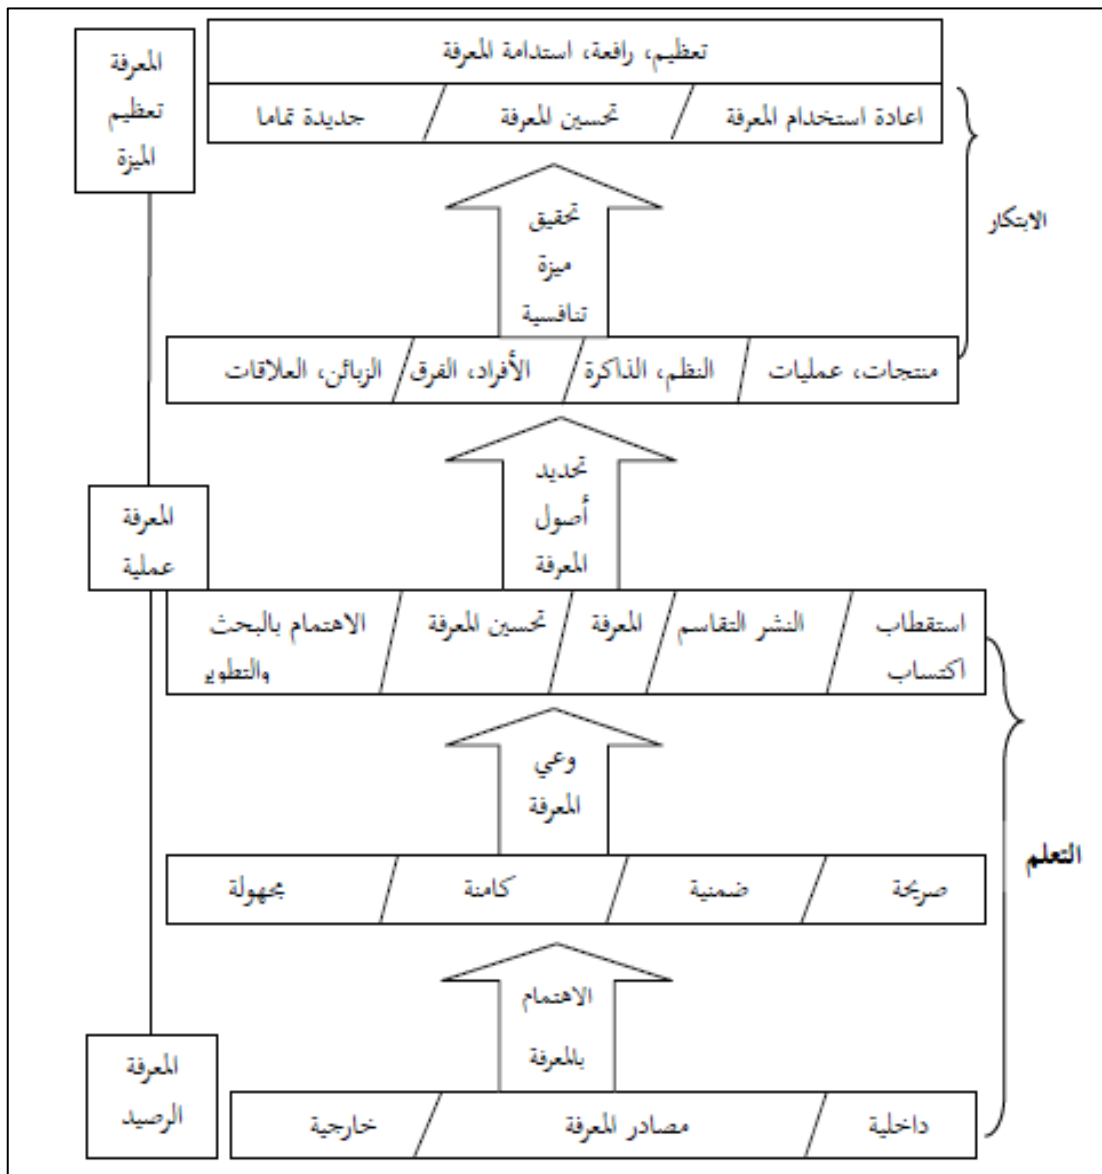 تعظيم، رافعة، استدامة المعرفة
اعادة استخدام المعرفة / تحسين المعرفة / جديدة تماما
المعرفة
تعظيم
الميزة
الابتكار
تحقيق
ميزة
تنافسية
منتجات، عمليات / النظم، الذاكرة / الأفراد، الفرق / الزبائن، العلاقات
تحديد
أصول
المعرفة
المعرفة
عملية
استقطاب / النشر التقاسم / المعرفة / تحسين المعرفة / الاهتمام بالبحث
اكتساب
والتطوير
وعي
المعرفة
التعلم
صريحة / ضمنية / كامنة / مجهولة
الاهتمام
بالمعرفة
المعرفة
الرصيد
داخلية / مصادر المعرفة / خارجية